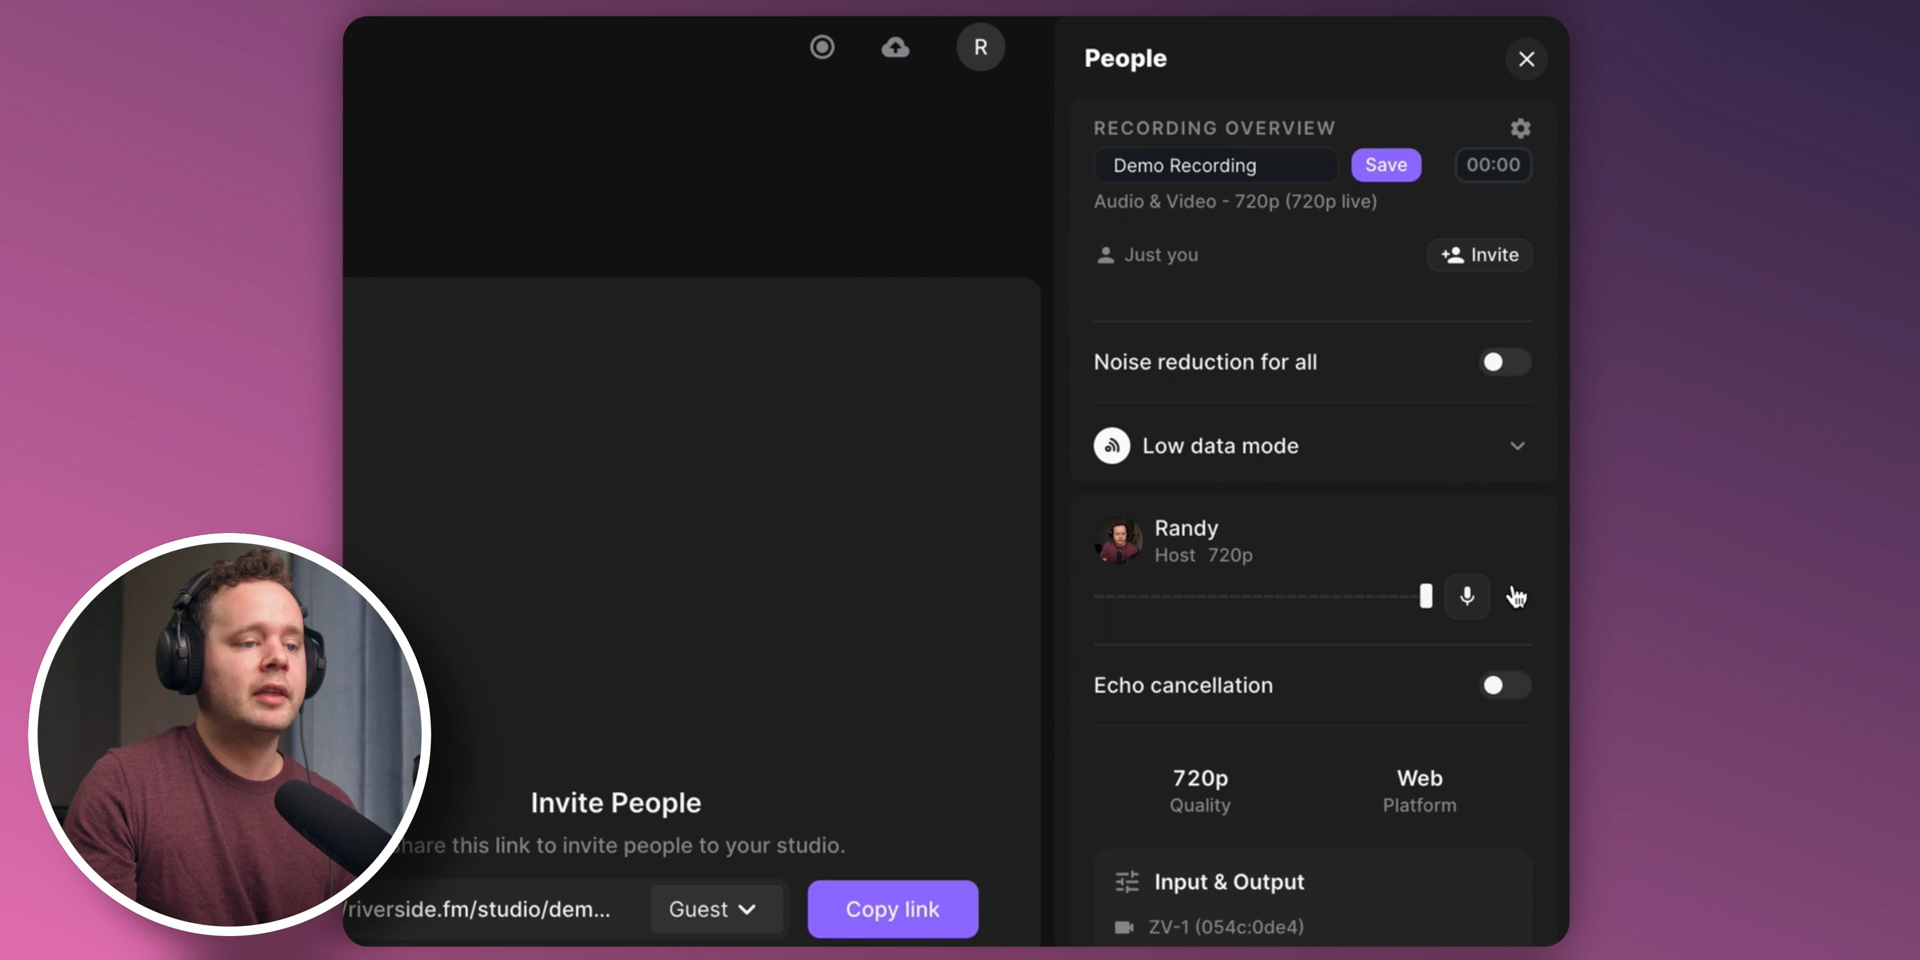 R
People
RECORDING OVERVIEW
Demo Recording
Save
00:00
Audio & Video - 720p (720p live)
Just you
Invite
Noise reduction for all
Low data mode
Randy
Host 720p
Echo cancellation
720p
Quality
Web
Platform
Input & Output
ZV-1 (054c:0de4)
Invite People
hare this link to invite people to your studio.
/riverside.fm/studio/dem...
Guest
Copy link